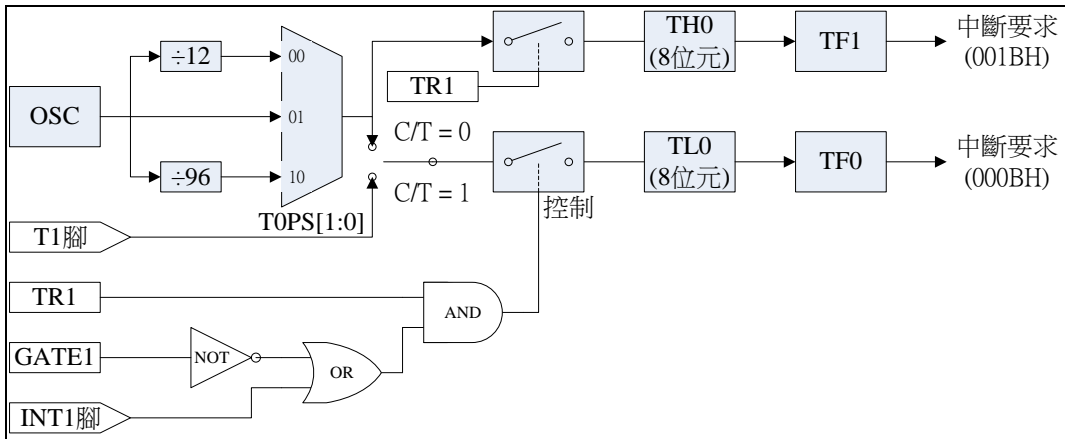 ÷12
00
OSC
01
÷96
10
T0PS[1:0]
TR1
TH0
(8位元)
TF1
中斷要求
(001BH)
C/T = 0
C/T = 1
控制
TL0
(8位元)
TF0
中斷要求
(000BH)
T1腳
TR1
AND
GATE1
NOT
OR
INT1腳